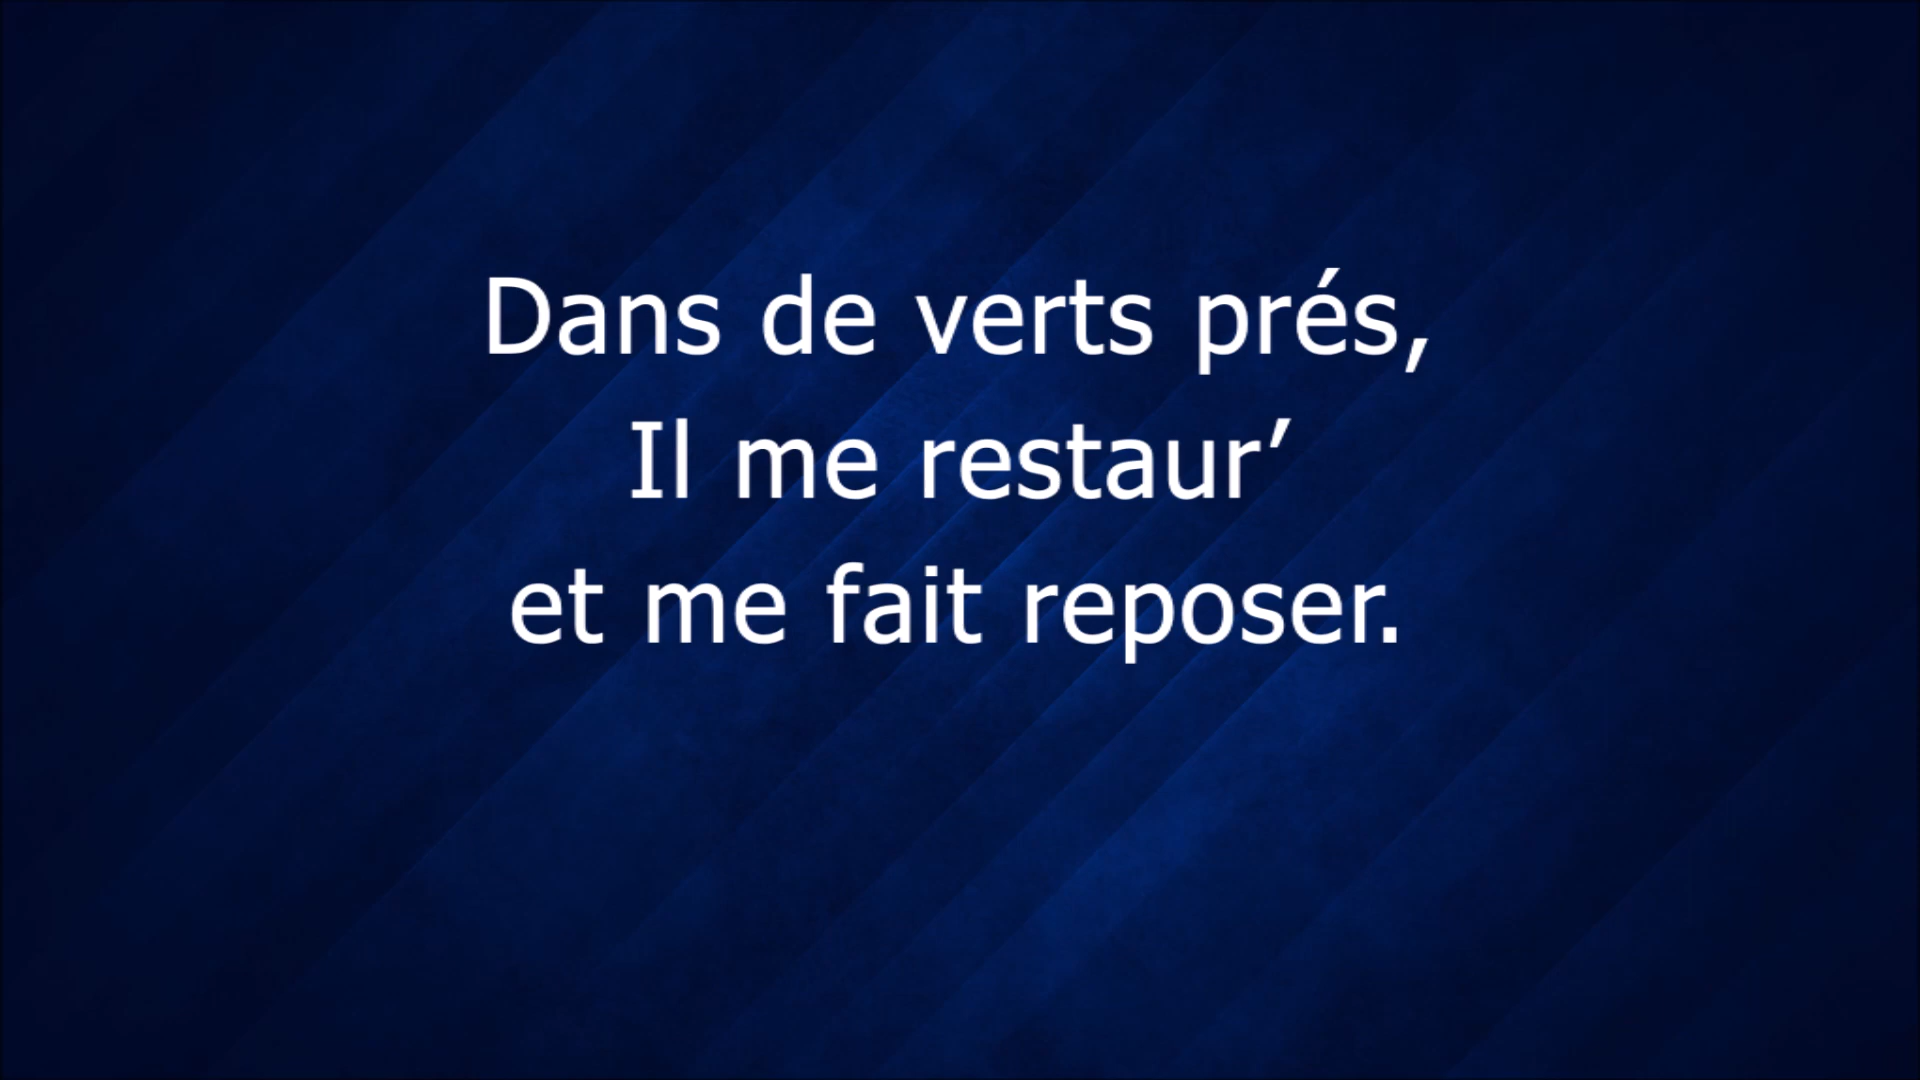 Dans de verts prés,
Il me restaur’
et me fait reposer.